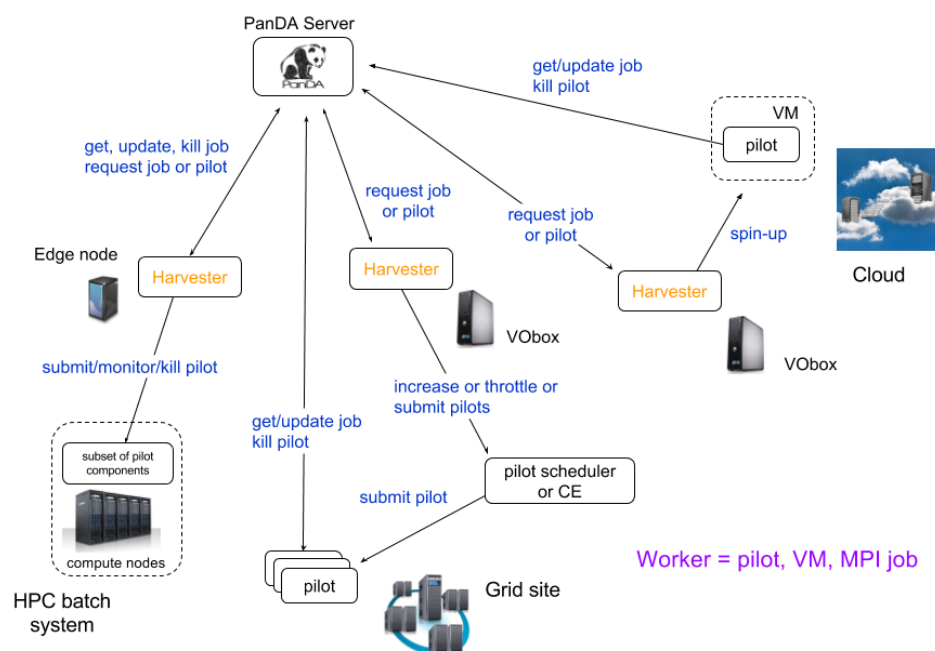 PanDA Server
PanDA
get/update job
kill pilot
VM
pilot
get, update, kill job
request job or pilot
request job
or pilot
request job
or pilot
spin-up
Edge node
Harvester
Harvester
Harvester
Cloud
VObox
VObox
submit/monitor/kill pilot
increase or throttle or
submit pilots
get/update job
kill pilot
subset of pilot
components
pilot scheduler
or CE
submit pilot
compute nodes
Worker = pilot, VM, MPI job
pilot
Grid site
HPC batch
system